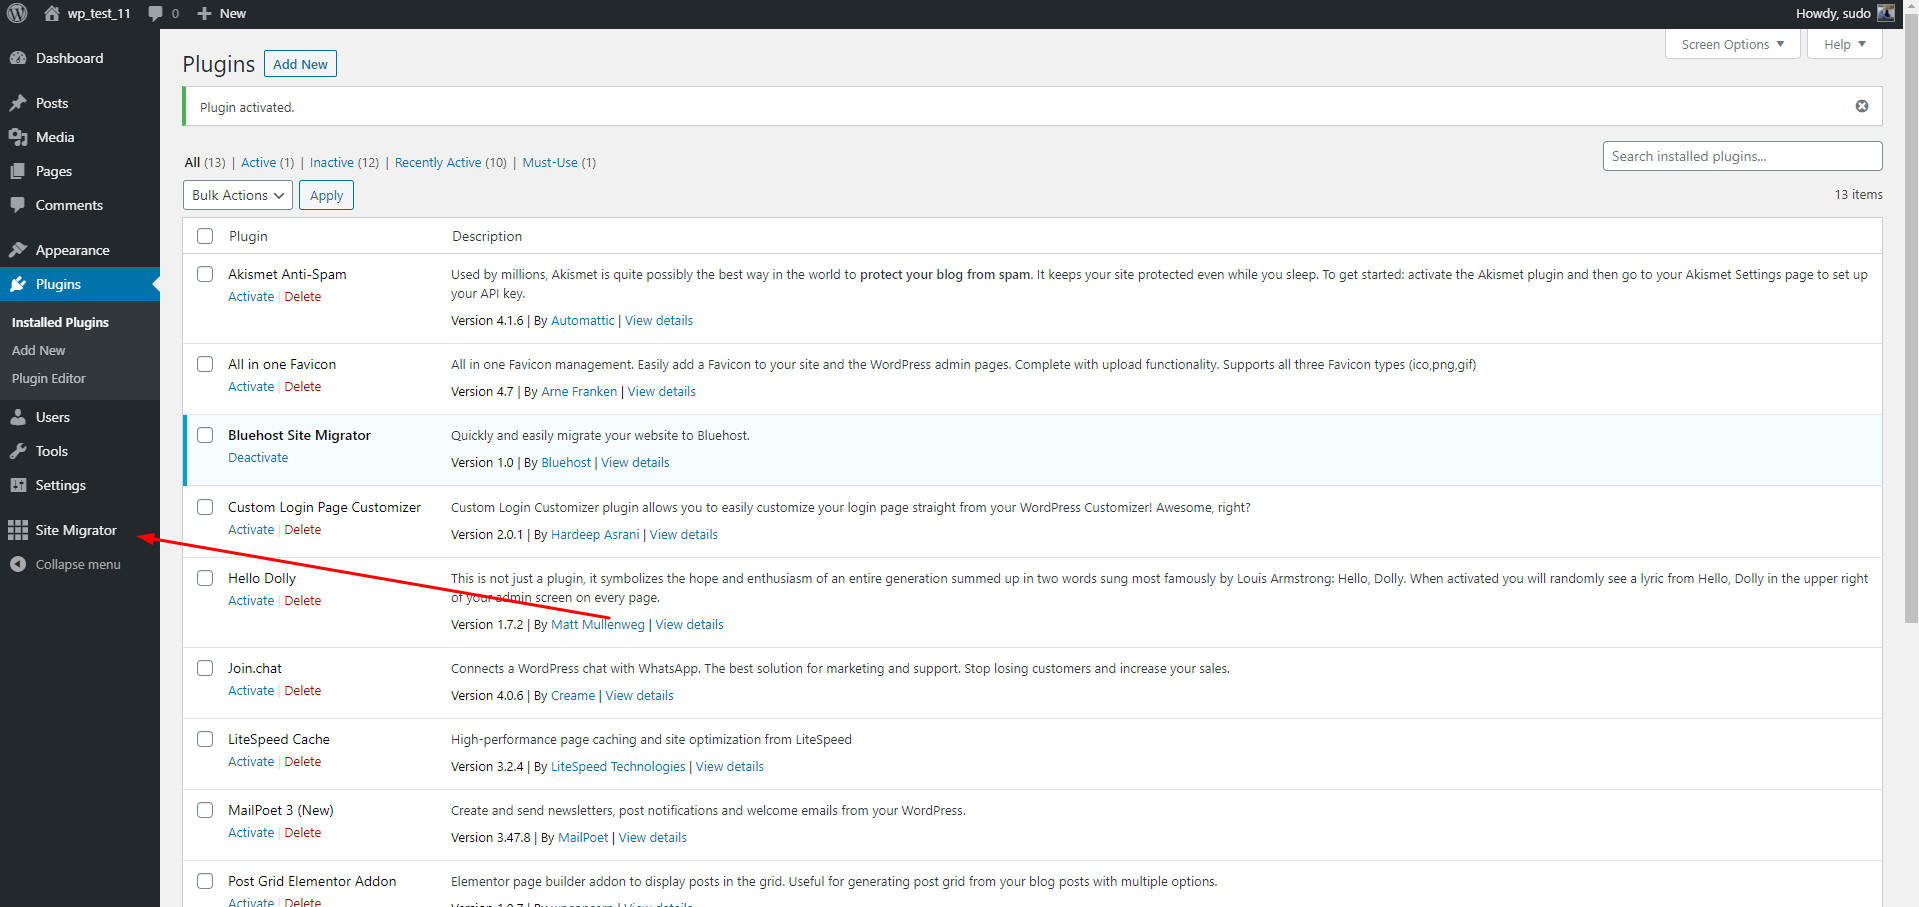 wp_test_11 0 New Howdy, sudo
Dashboard
Posts
Media
Pages
Comments
Appearance
Plugins
Installed Plugins
Add New
Plugin Editor
Users
Tools
Settings
Site Migrator
Collapse menu
Screen Options Help
Plugins Add New
Plugin activated.
All (13) | Active (1) | Inactive (12) | Recently Active (10) | Must-Use (1)
Search installed plugins...
Bulk Actions Apply
13 items
Plugin Description
Akismet Anti-Spam
Activate | Delete
Used by millions, Akismet is quite possibly the best way in the world to protect your blog from spam. It keeps your site protected even while you sleep. To get started: activate the Akismet plugin and then go to your Akismet Settings page to set up
your API key.
Version 4.1.6 | By Automattic | View details
All in one Favicon
Activate | Delete
All in one Favicon management. Easily add a Favicon to your site and the WordPress admin pages. Complete with upload functionality. Supports all three Favicon types (ico,png,gif)
Version 4.7 | By Arne Franken | View details
Bluehost Site Migrator
Deactivate
Quickly and easily migrate your website to Bluehost.
Version 1.0 | By Bluehost | View details
Custom Login Page Customizer
Activate | Delete
Custom Login Customizer plugin allows you to easily customize your login page straight from your WordPress Customizer! Awesome, right?
Version 2.0.1 | By Hardeep Asrani | View details
Hello Dolly
Activate | Delete
This is not just a plugin, it symbolizes the hope and enthusiasm of an entire generation summed up in two words sung most famously by Louis Armstrong: Hello, Dolly. When activated you will randomly see a lyric from Hello, Dolly in the upper right
of your admin screen on every page.
Version 1.7.2 | By Matt Mullenweg | View details
Join.chat
Activate | Delete
Connects a WordPress chat with WhatsApp. The best solution for marketing and support. Stop losing customers and increase your sales.
Version 4.0.6 | By Creame | View details
LiteSpeed Cache
Activate | Delete
High-performance page caching and site optimization from LiteSpeed
Version 3.2.4 | By LiteSpeed Technologies | View details
MailPoet 3 (New)
Activate | Delete
Create and send newsletters, post notifications and welcome emails from your WordPress.
Version 3.47.8 | By MailPoet | View details
Post Grid Elementor Addon
Activate | Delete
Elementor page builder addon to display posts in the grid. Useful for generating post grid from your blog posts with multiple options.